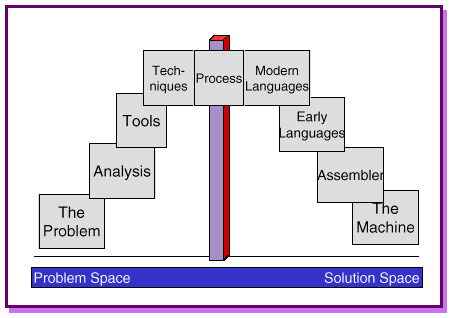 Tech-
niques
Process
Modern
Languages
Tools
Early
Languages
Analysis
Assembler
The
Problem
The
Machine
Problem Space
Solution Space